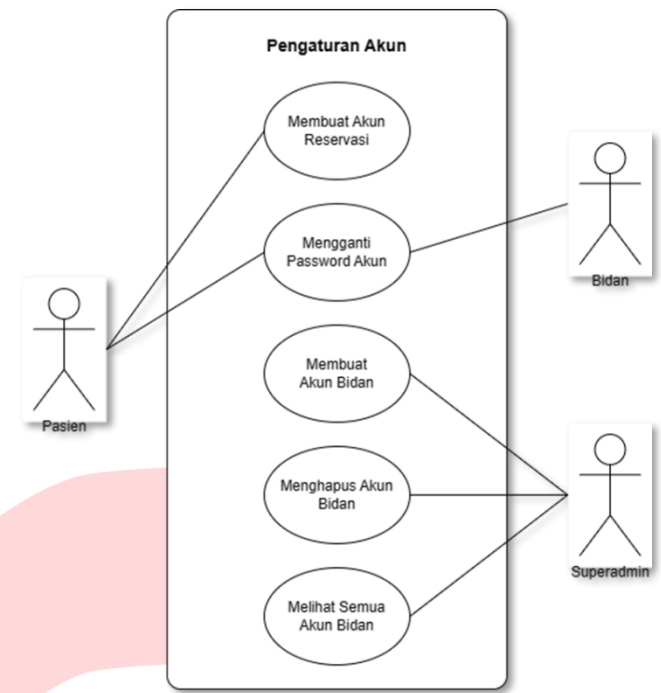 Pengaturan Akun
Membuat Akun
Reservasi
Mengganti
Password Akun
Bidan
Membuat
Akun Bidan
Pasien
Menghapus Akun
Bidan
Superadmin
Melihat Semua
Akun Bidan